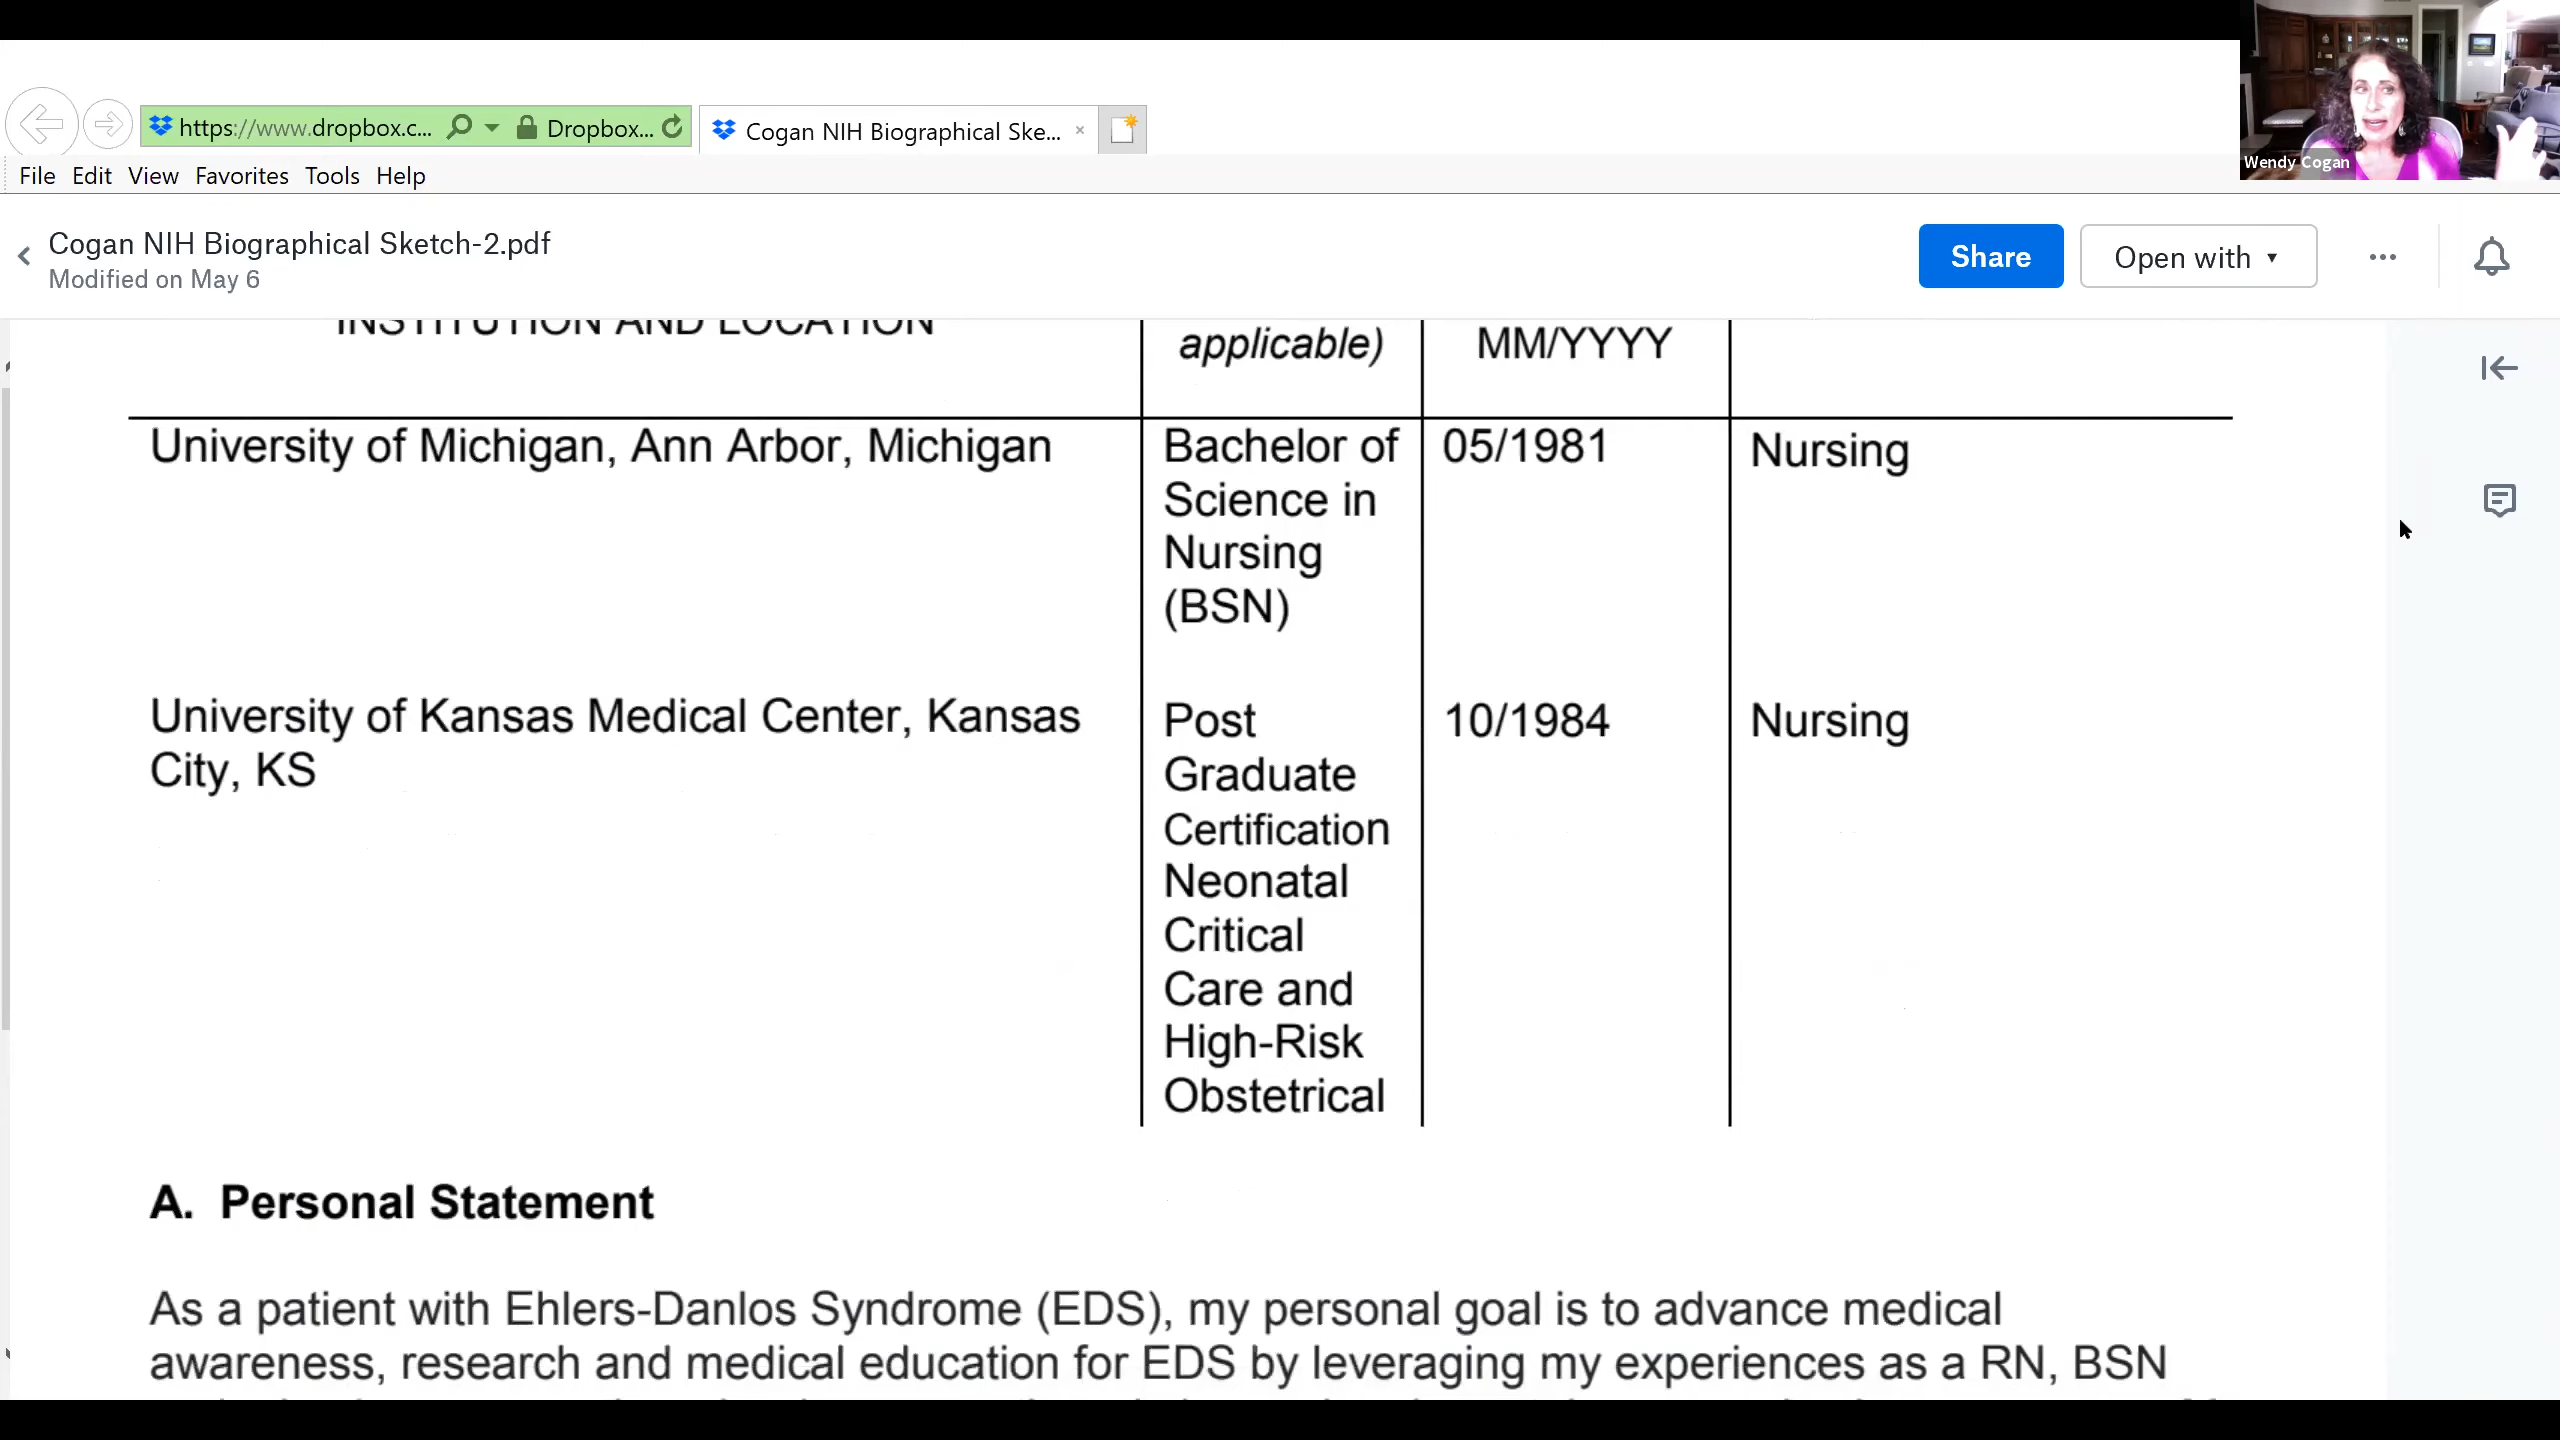 https://www.dropbox.c...
Dropbox...
Cogan NIH Biographical Ske...
Wendy Cogan
File Edit View Favorites Tools Help
Cogan NIH Biographical Sketch-2.pdf
Modified on May 6
Share
Open with
INSTITUTION AND LOCATION
applicable)
MM/YYYY
University of Michigan, Ann Arbor, Michigan
Bachelor of
Science in
Nursing
(BSN)
05/1981
Nursing
University of Kansas Medical Center, Kansas
City, KS
Post
Graduate
Certification
Neonatal
Critical
Care and
High-Risk
Obstetrical
10/1984
Nursing
A. Personal Statement
As a patient with Ehlers-Danlos Syndrome (EDS), my personal goal is to advance medical
awareness, research and medical education for EDS by leveraging my experiences as a RN, BSN